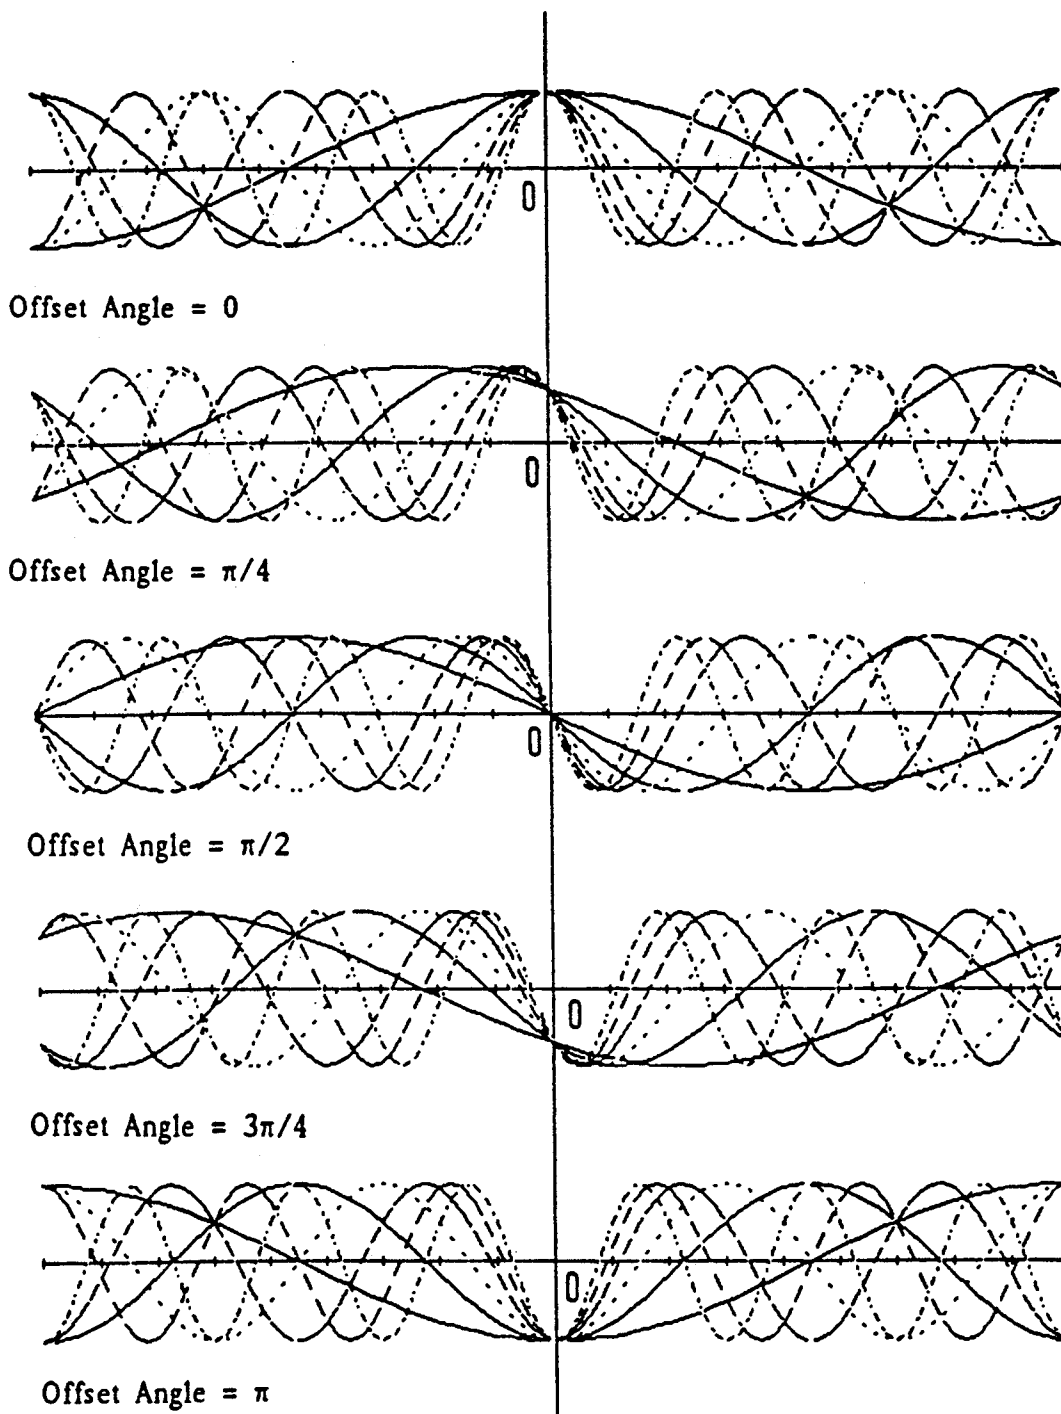 0
Offset Angle = 0
0
Offset Angle = π/4
0
Offset Angle = π/2
0
Offset Angle = 3π/4
0
Offset Angle = π